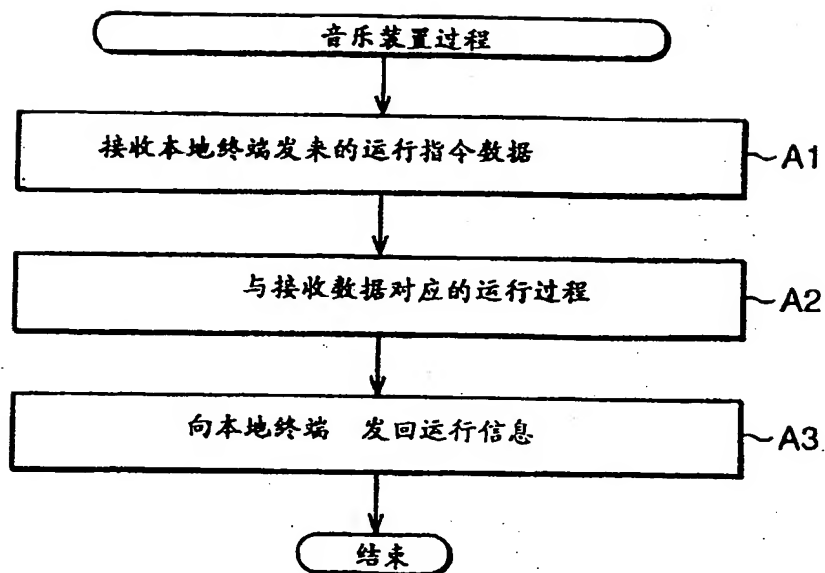 音乐装置过程
接收本地终端发来的运行指令数据
A1
与接收数据对应的运行过程
A2
向本地终端 发回运行信息
A3
结束